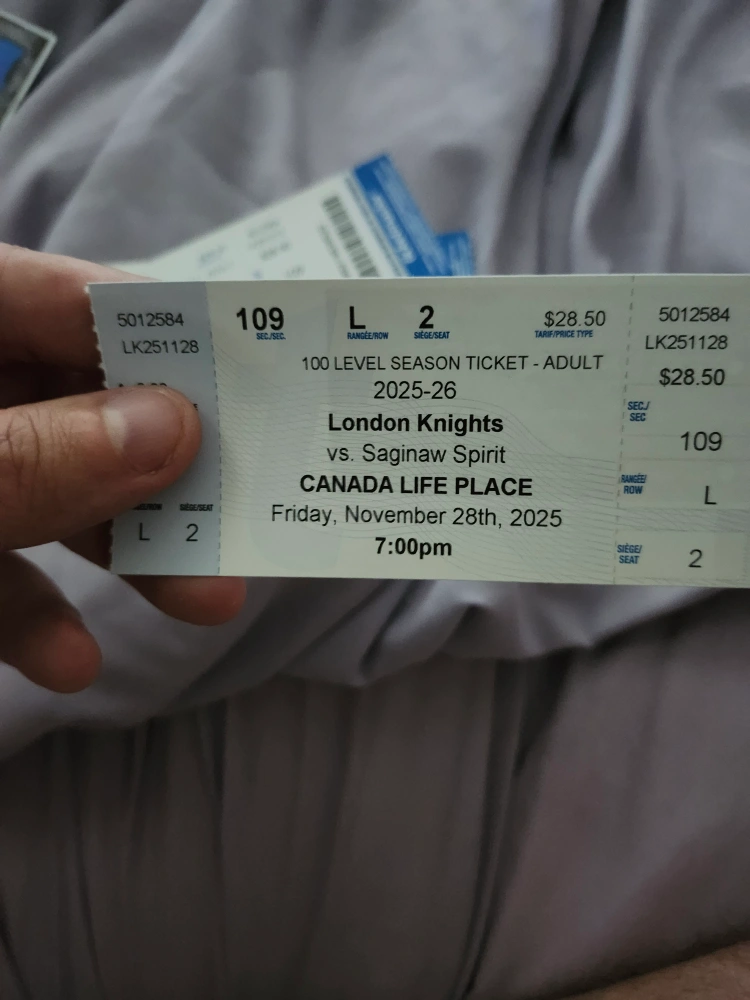 5012584
LK251128
L 2
109 L 2 $28.50
SEC./SEC. RANGÉE/ROW SIÈGE/SEAT TARIF/PRICE TYPE
100 LEVEL SEASON TICKET - ADULT
2025-26
London Knights
vs. Saginaw Spirit
CANADA LIFE PLACE
Friday, November 28th, 2025
7:00pm
5012584
LK251128
$28.50
SEC./
SEC
109
RANGÉE/
ROW
L
SIÈGE/
SEAT
2